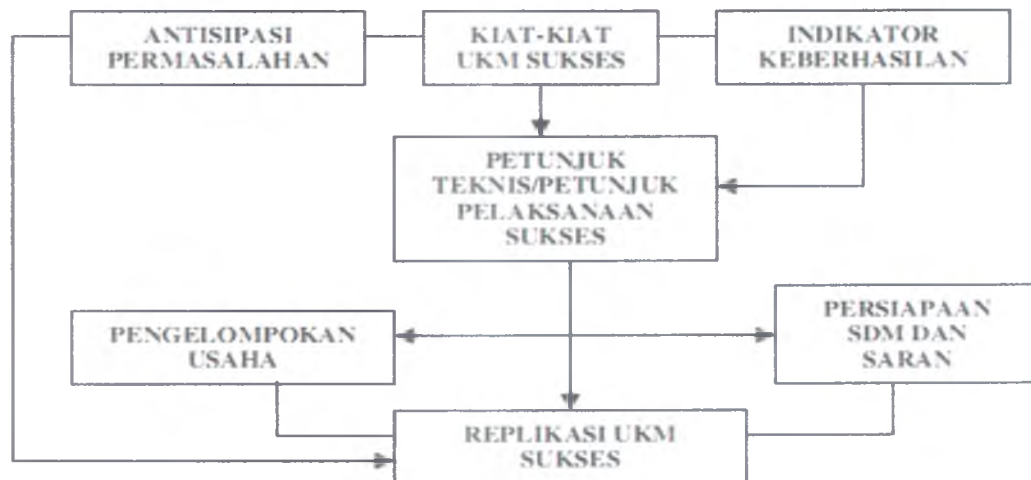 ANTISIPASI
PERMASALAHAN
KIAT-KIAT
UKM SUKSES
INDIKATOR
KEBERHASILAN
PETUNJUK
TEKNIS/PETUNJUK
PELAKSANAAN
SUKSES
PENGELOMPOKAN
USAHA
PERSIAPAAN
SDM DAN
SARAN
REPLIKASI UKM
SUKSES